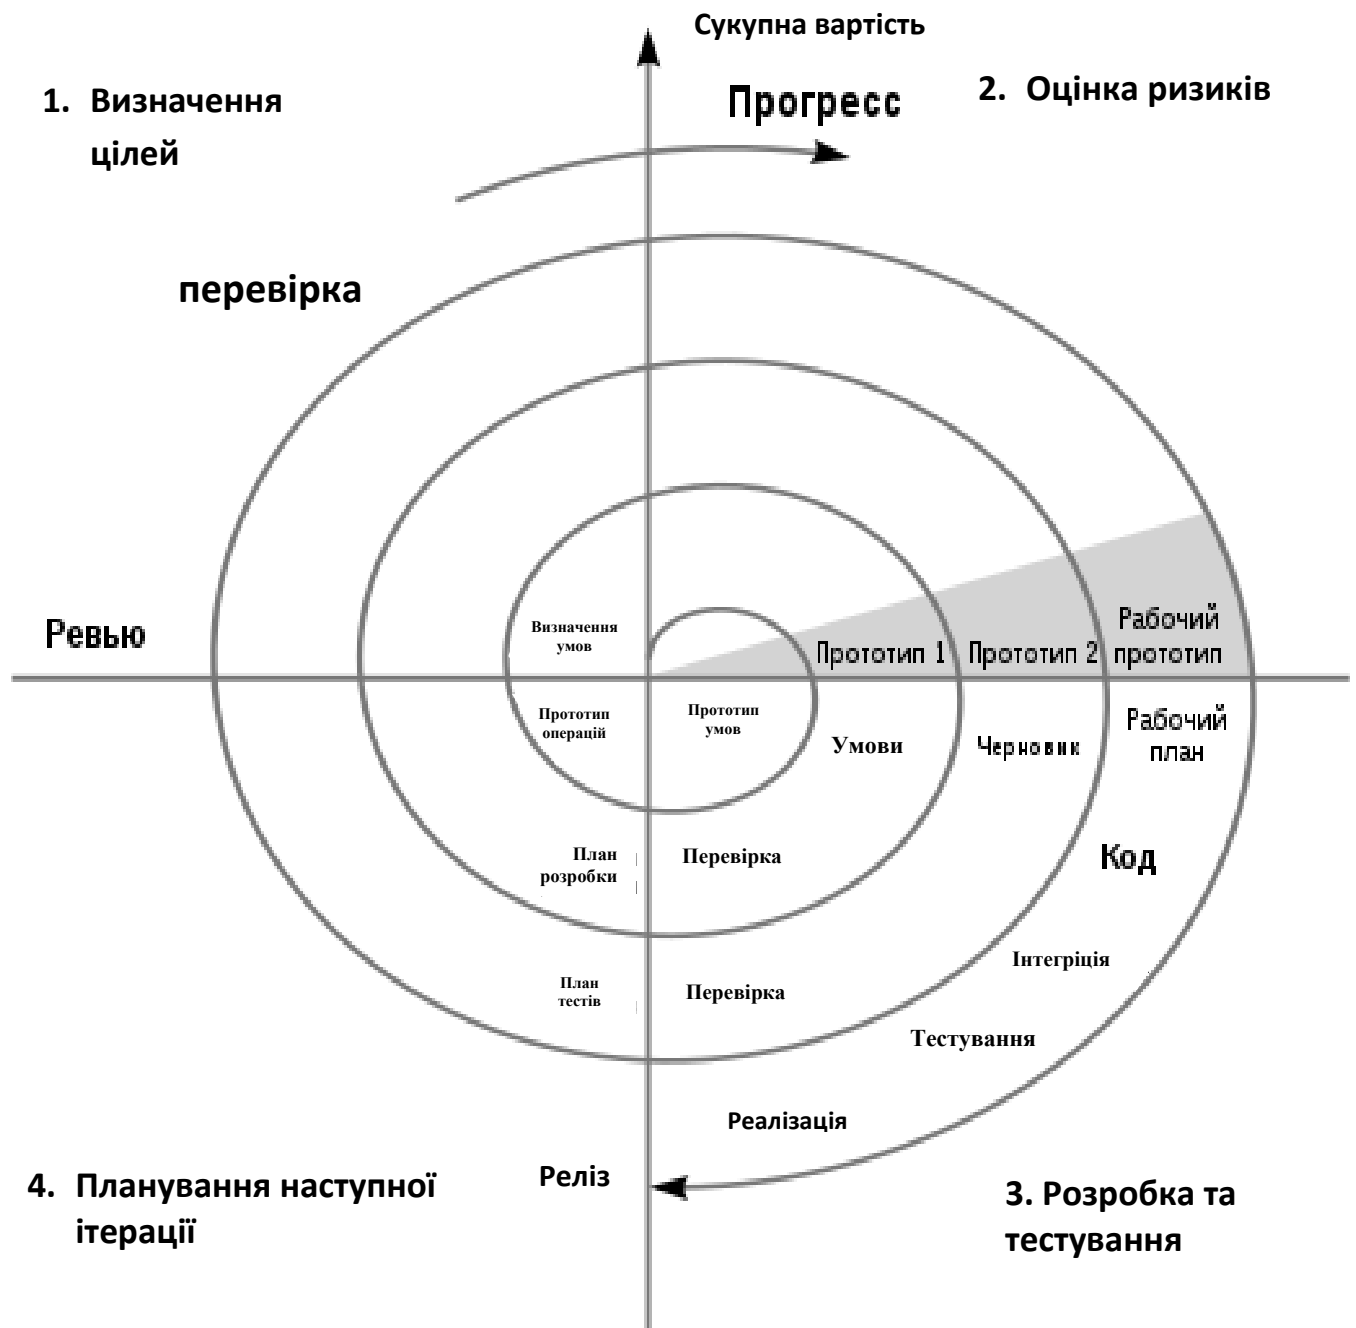 Сукупна вартість
1. Визначення
цілей
Прогресс
2. Оцінка ризиків
перевірка
Ревью
Визначення
умов
Прототип 1
Прототип 2
Рабочий
прототип
Прототип
операцій
Прототип
умов
Умови
Черновик
Рабочий
план
План
розробки
Перевірка
Код
План
тестів
Перевірка
Інтегріція
Тестування
Реалізація
Реліз
4. Планування наступної
ітерації
3. Розробка та
тестування